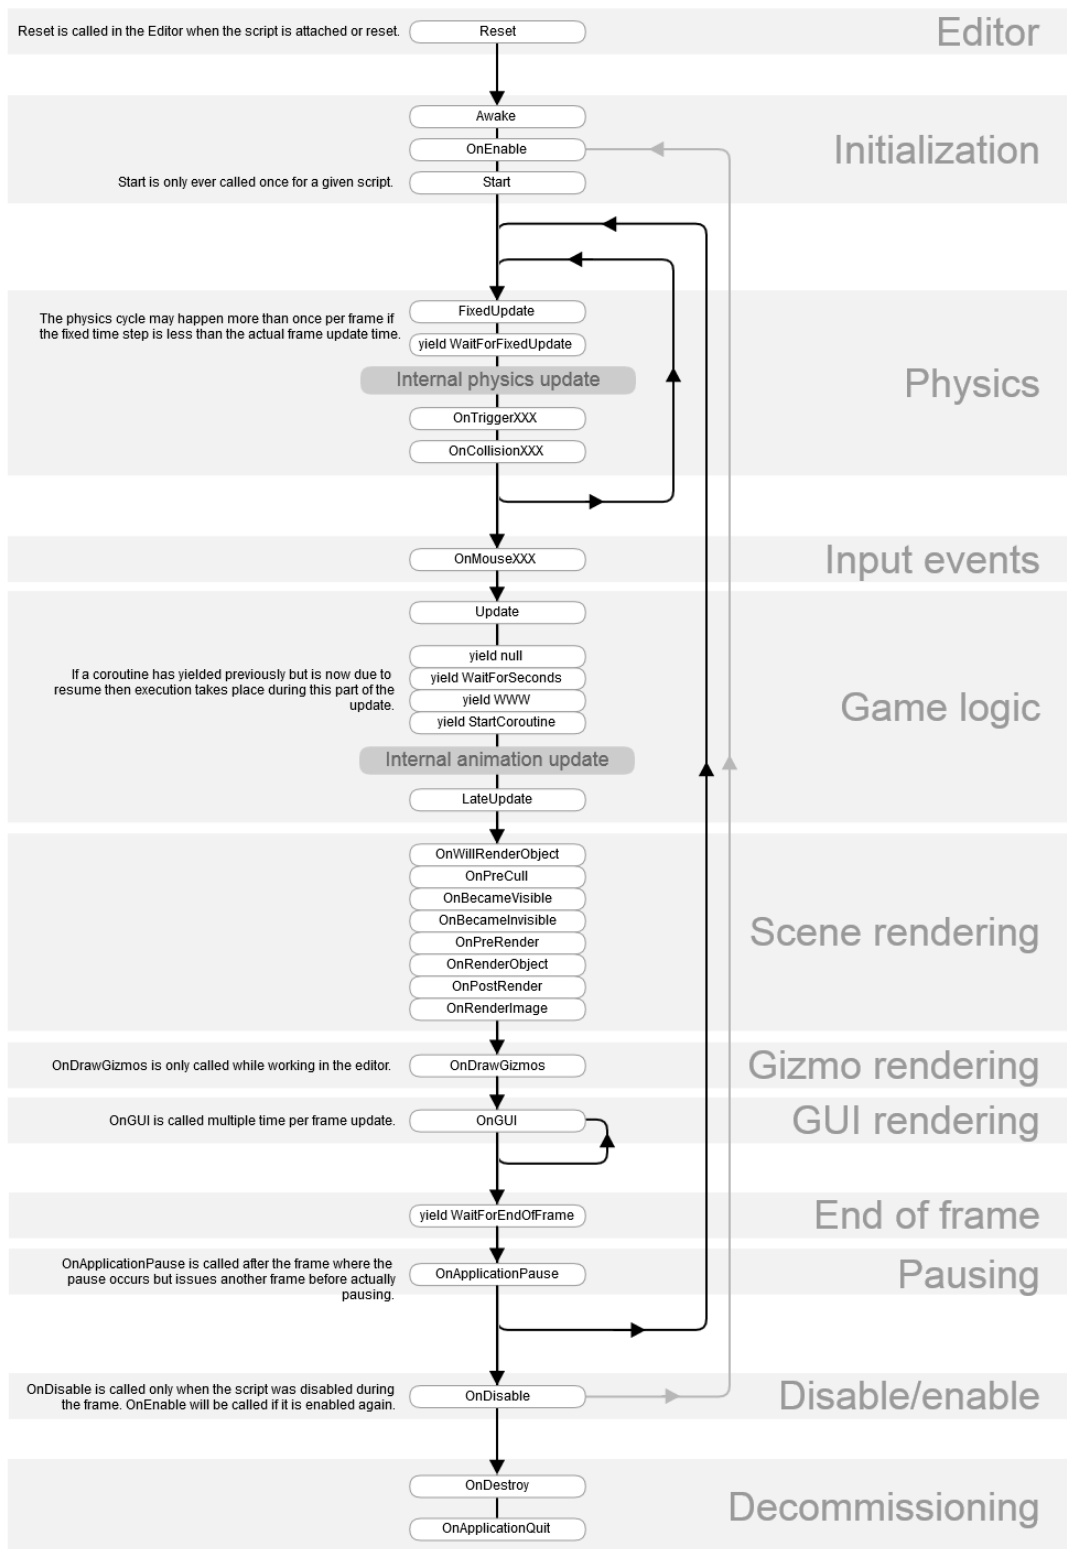 Reset is called in the Editor when the script is attached or reset.
Reset
Editor
Awake
OnEnable
Initialization
Start is only ever called once for a given script.
Start
The physics cycle may happen more than once per frame if
the fixed time step is less than the actual frame update time.
FixedUpdate
yield WaitForFixedUpdate
Internal physics update
Physics
OnTriggerXXX
OnCollisionXXX
OnMouseXXX
Input events
Update
yield null
If a coroutine has yielded previously but is now due to
resume then execution takes place during this part of the
update.
yield WaitForSeconds
yield WWW
yield StartCoroutine
Game logic
Internal animation update
LateUpdate
OnWillRenderObject
OnPreCull
OnBecameVisible
OnBecameInvisible
OnPreRender
OnRenderObject
OnPostRender
OnRenderImage
Scene rendering
OnDrawGizmos is only called while working in the editor.
OnDrawGizmos
Gizmo rendering
OnGUI is called multiple time per frame update.
OnGUI
GUI rendering
yield WaitForEndOfFrame
End of frame
OnApplicationPause is called after the frame where the
pause occurs but issues another frame before actually
pausing.
OnApplicationPause
Pausing
OnDisable is called only when the script was disabled during
the frame. OnEnable will be called if it is enabled again.
OnDisable
Disable/enable
OnDestroy
Decommissioning
OnApplicationQuit